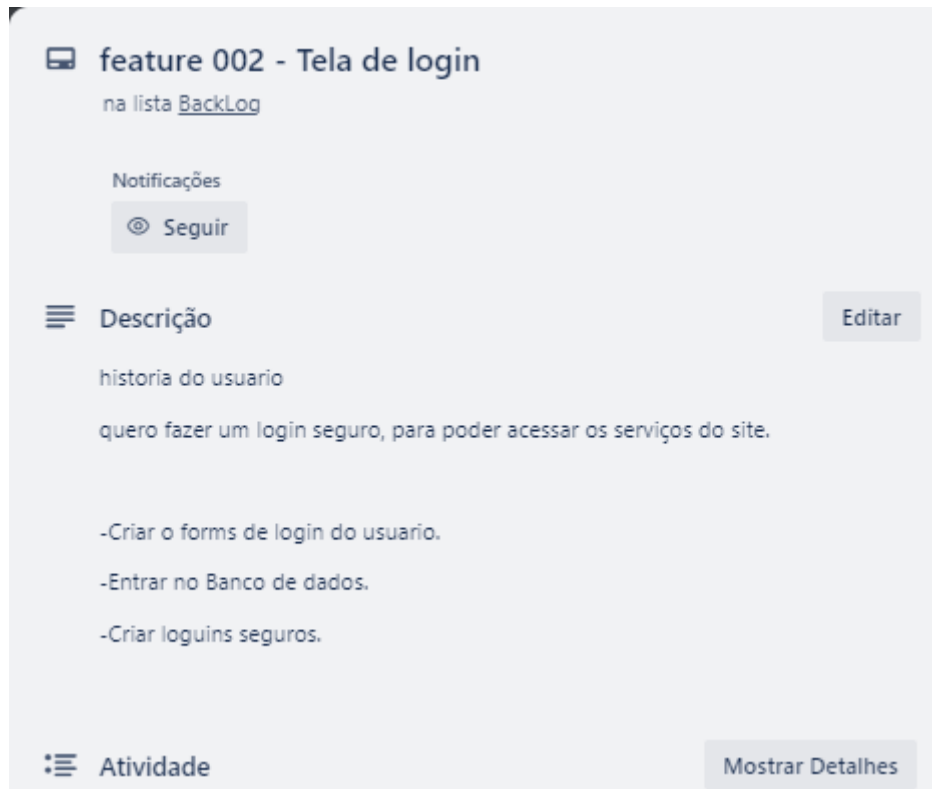 feature 002 - Tela de login
na lista BackLog
Notificações
Seguir
Descrição
Editar
historia do usuario
quero fazer um login seguro, para poder acessar os serviços do site.
-Criar o forms de login do usuario.
-Entrar no Banco de dados.
-Criar loguins seguros.
Atividade
Mostrar Detalhes